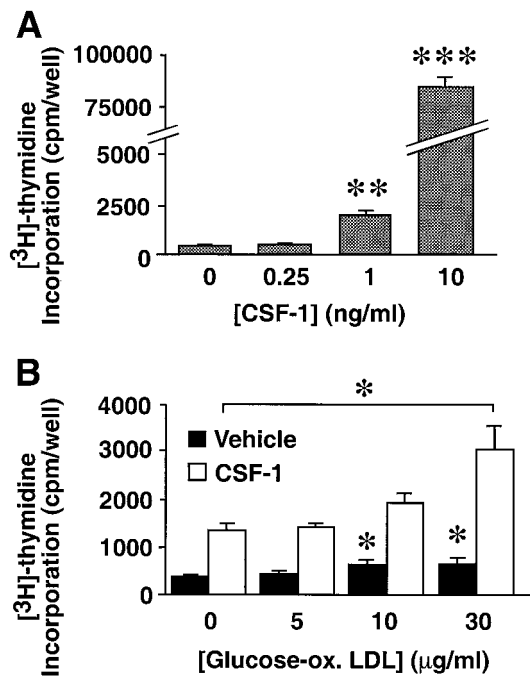 A
[³H]-thymidine
Incorporation (cpm/well)
100000
75000
5000
2500
0
**
***
0 0.25 1 10
[CSF-1] (ng/ml)
B
[³H]-thymidine
Incorporation (cpm/well)
4000
3000
2000
1000
0
*
Vehicle
CSF-1
* *
0 5 10 30
[Glucose-ox. LDL] (μg/ml)